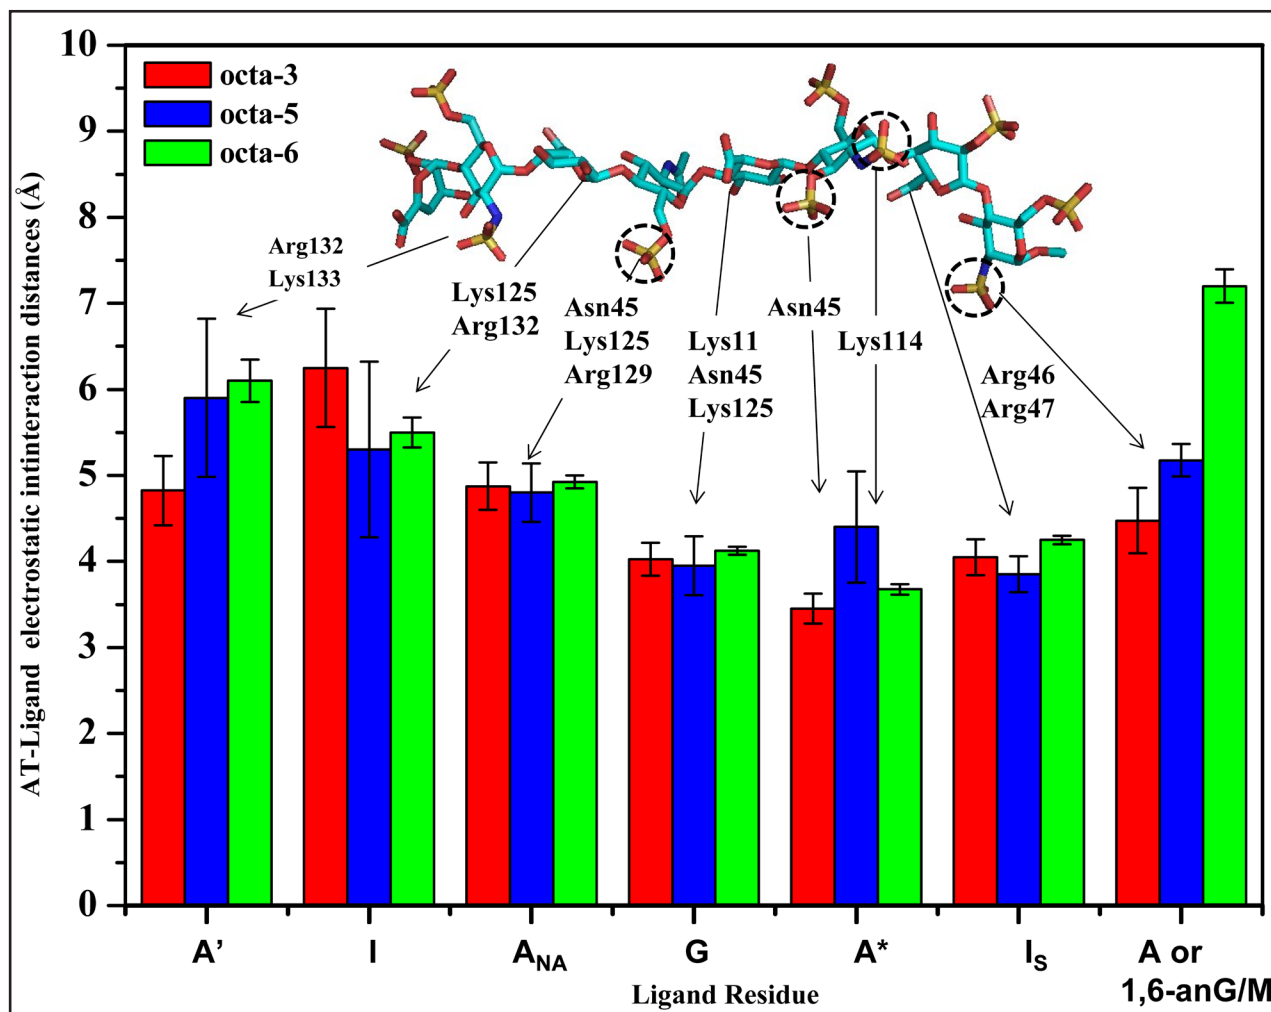 10
9
8
7
6
5
4
3
2
1
0
AT-Ligand electrostatic intinteraction distances (Å)
octa-3
octa-5
octa-6
Arg132
Lys133
Lys125
Arg132
Asn45
Lys125
Arg129
Lys11
Asn45
Lys125
Asn45
Lys114
Arg46
Arg47
A’
I
A_NA
G
A*
I_S
A or
1,6-anG/M
Ligand Residue